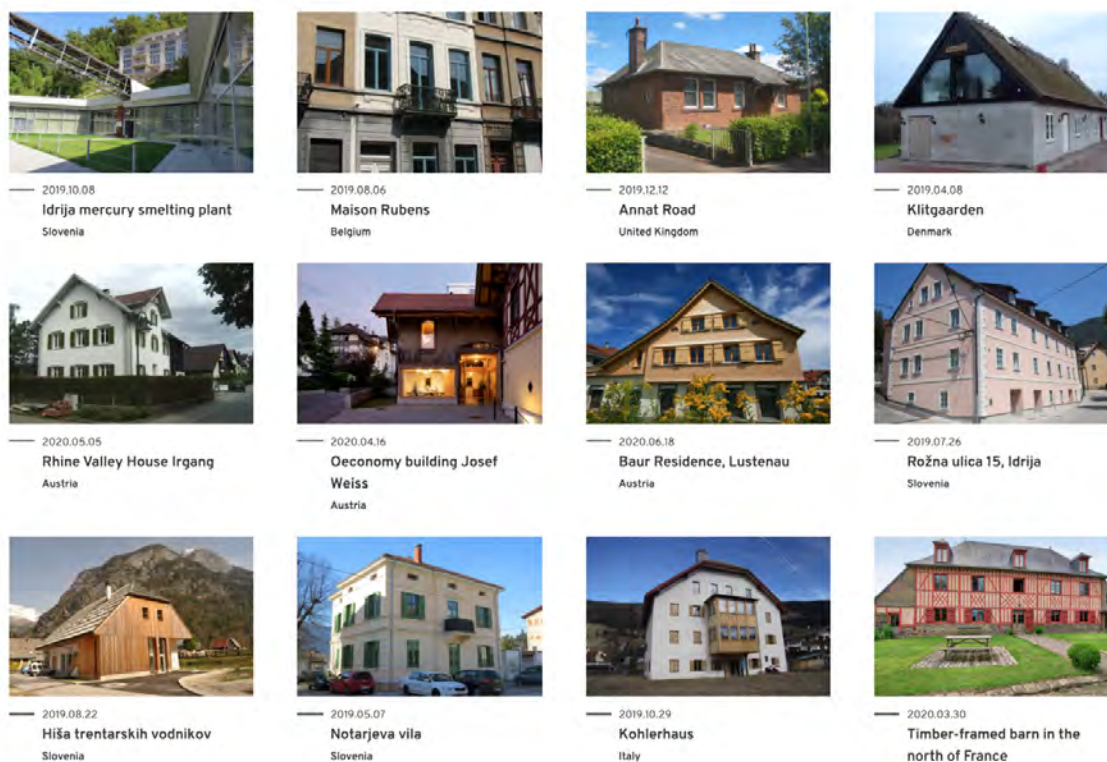 2019.10.08
Idrija mercury smelting plant
Slovenia
2019.08.06
Maison Rubens
Belgium
2019.12.12
Annat Road
United Kingdom
2019.04.08
Klitgaarden
Denmark
2020.05.05
Rhine Valley House Irgang
Austria
2020.04.16
Oeconomy building Josef
Weiss
Austria
2020.06.18
Baur Residence, Lustenau
Austria
2019.07.26
Rožna ulica 15, Idrija
Slovenia
2019.08.22
Hiša trentarskih vodnikov
Slovenia
2019.05.07
Notarjeva vila
Slovenia
2019.10.29
Kohlerhaus
Italy
2020.03.30
Timber-framed barn in the
north of France